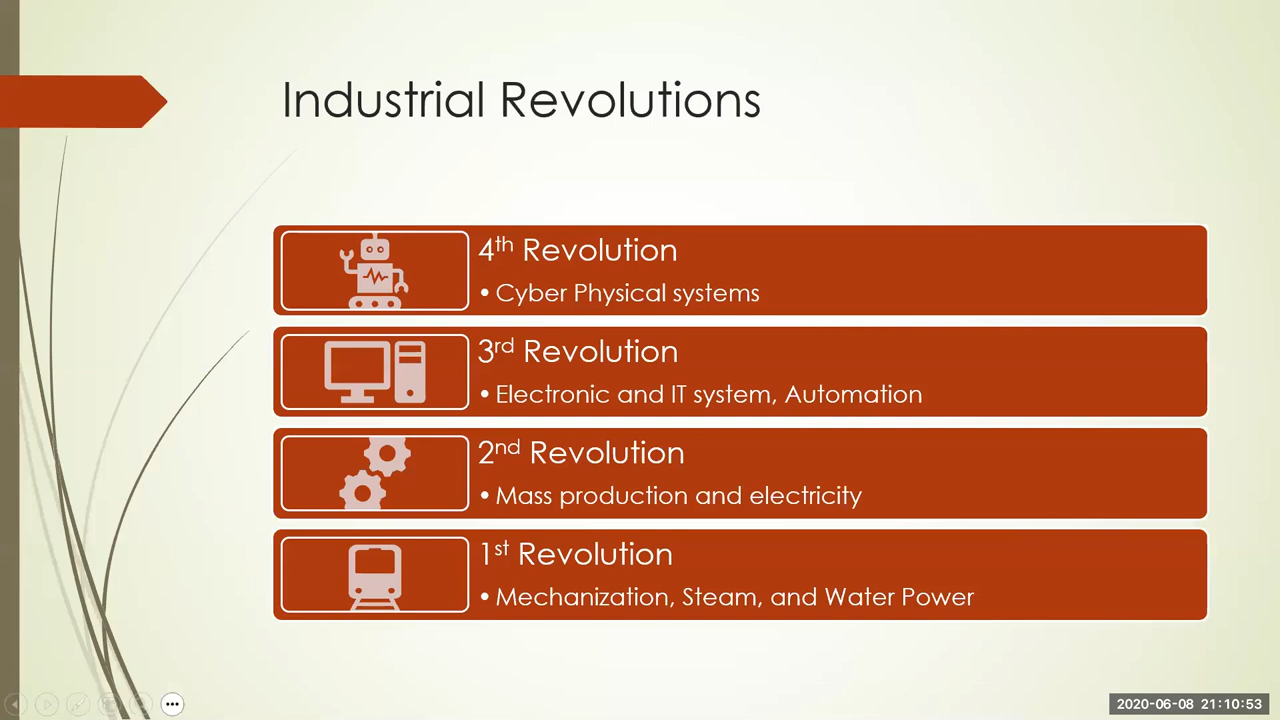 Industrial Revolutions
4th Revolution
• Cyber Physical systems
3rd Revolution
• Electronic and IT system, Automation
2nd Revolution
• Mass production and electricity
1st Revolution
• Mechanization, Steam, and Water Power
2020-06-08 21:10:53